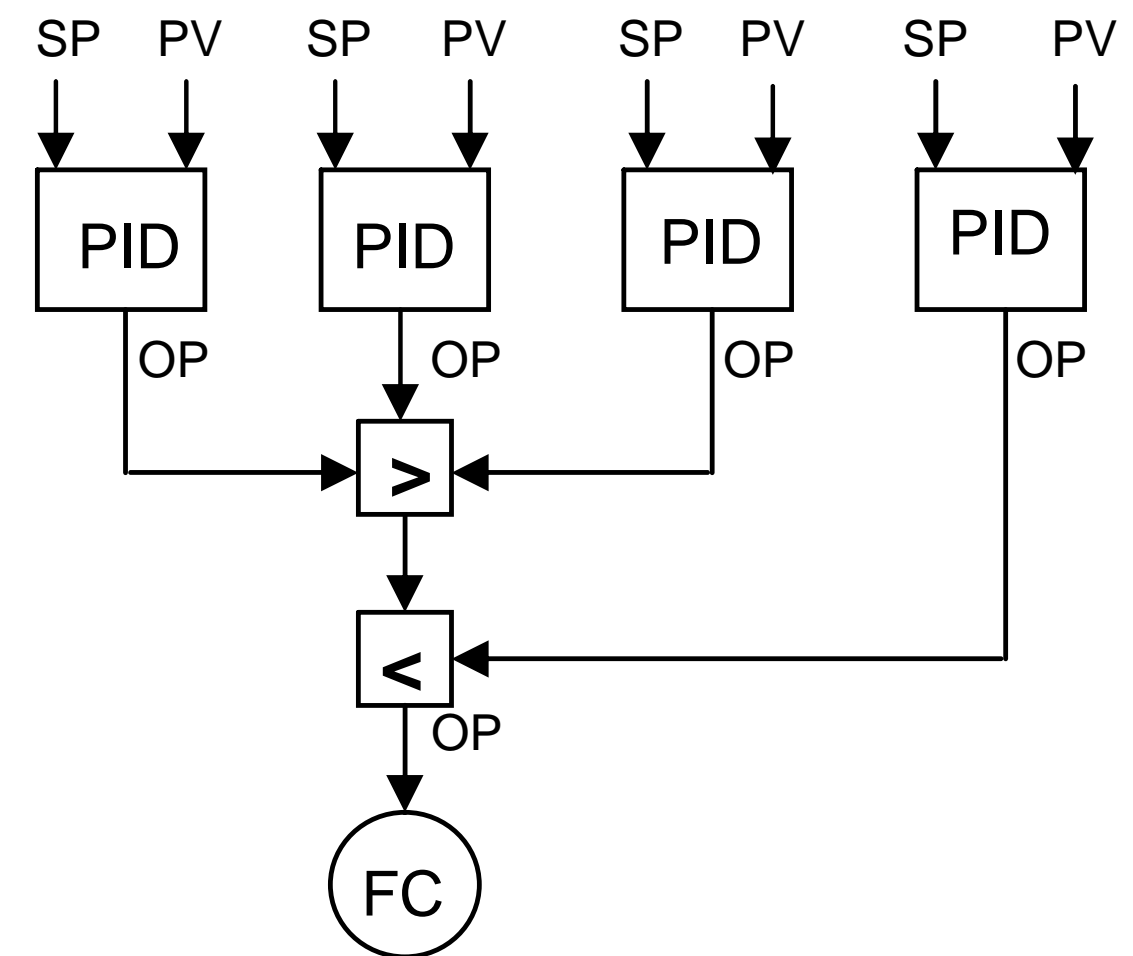 SP PV SP PV SP PV SP PV
PID PID PID PID
OP OP OP OP
>
<
OP
FC